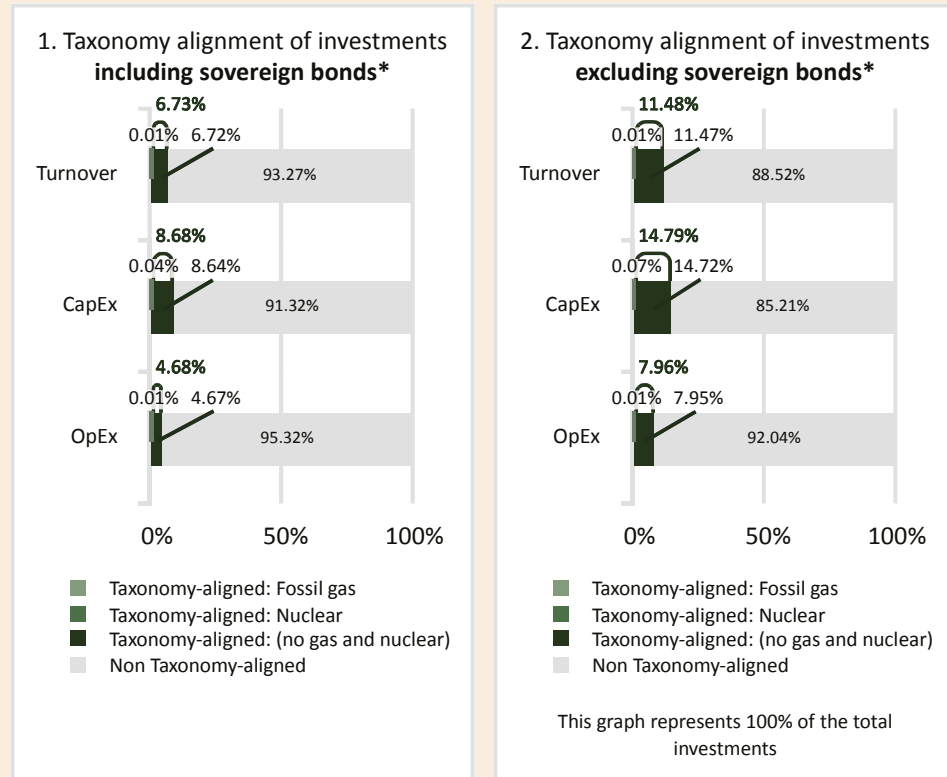 1. Taxonomy alignment of investments
including sovereign bonds*
6.73%
0.01% 6.72%
Turnover 93.27%
8.68%
0.04% 8.64%
CapEx 91.32%
4.68%
0.01% 4.67%
OpEx 95.32%
0% 50% 100%
Taxonomy-aligned: Fossil gas
Taxonomy-aligned: Nuclear
Taxonomy-aligned: (no gas and nuclear)
Non Taxonomy-aligned
2. Taxonomy alignment of investments
excluding sovereign bonds*
11.48%
0.01% 11.47%
Turnover 88.52%
14.79%
0.07% 14.72%
CapEx 85.21%
7.96%
0.01% 7.95%
OpEx 92.04%
0% 50% 100%
Taxonomy-aligned: Fossil gas
Taxonomy-aligned: Nuclear
Taxonomy-aligned: (no gas and nuclear)
Non Taxonomy-aligned
This graph represents 100% of the total
investments